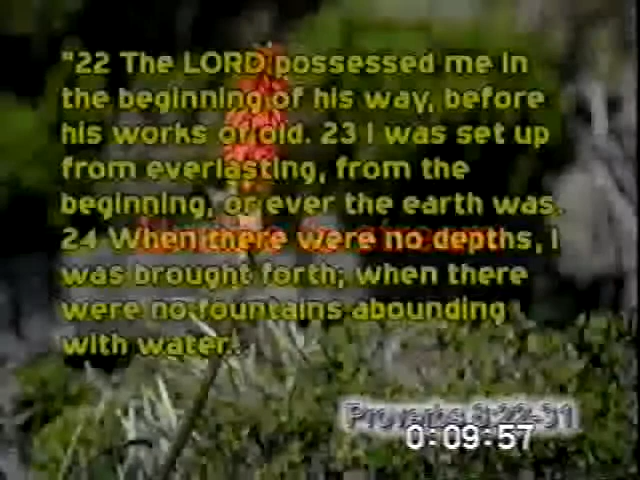 "22 The LORD possessed me in
the beginning of his way, before
his works of old. 23 I was set up
from everlasting, from the
beginning, or ever the earth was.
24 When there were no depths, I
was brought forth; when there
were no fountains abounding
with water..
Proverbs 8:22-31
0:09:57